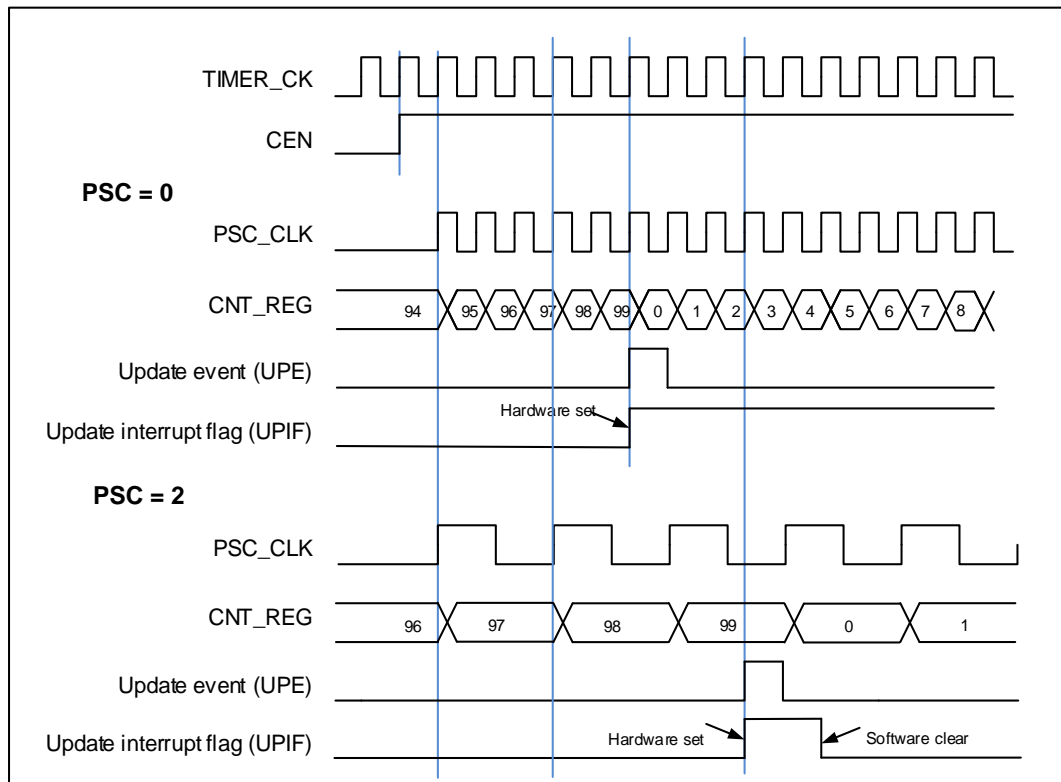 TIMER_CK
CEN
PSC = 0
PSC_CLK
CNT_REG 94 95 96 97 98 99 0 1 2 3 4 5 6 7 8
Update event (UPE)
Hardware set
Update interrupt flag (UPIF)
PSC = 2
PSC_CLK
CNT_REG 96 97 98 99 0 1
Update event (UPE)
Update interrupt flag (UPIF) Hardware set Software clear